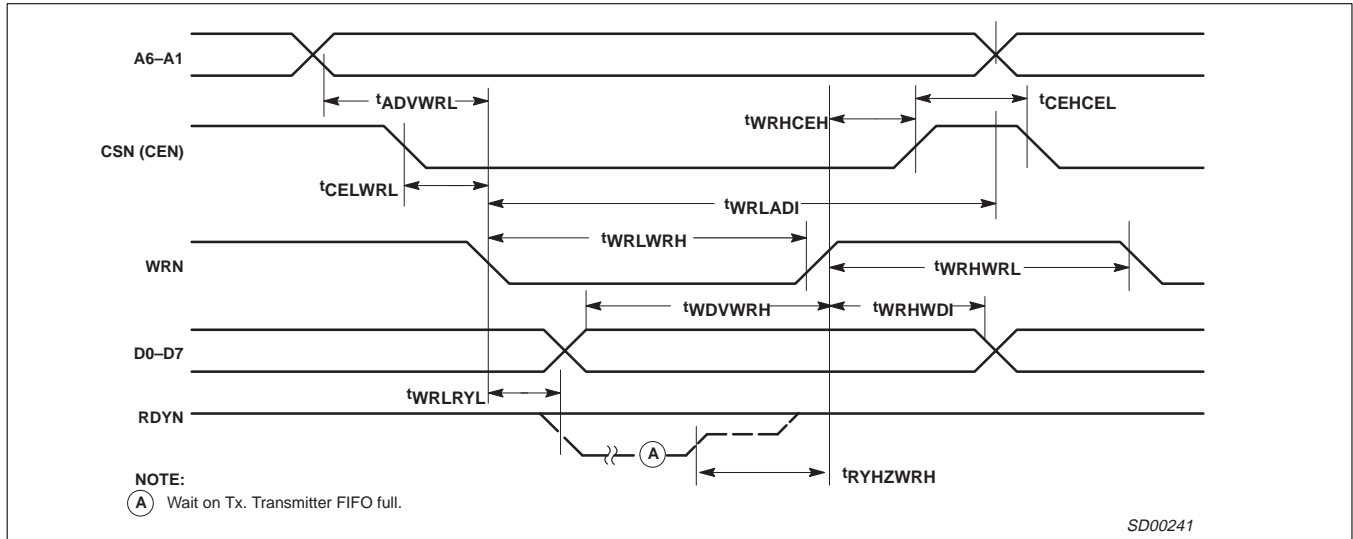 A6–A1
tADVWRL
tCEHCEL
tWRHCEH
CSN (CEN)
tCELWRL
tWRLADI
tWRLWRH
WRN
tWRHWRL
tWDVWRH
tWRHWDI
D0–D7
tWRLRYL
RDYN
A
tRYHZWRH
NOTE:
A Wait on Tx. Transmitter FIFO full.
SD00241